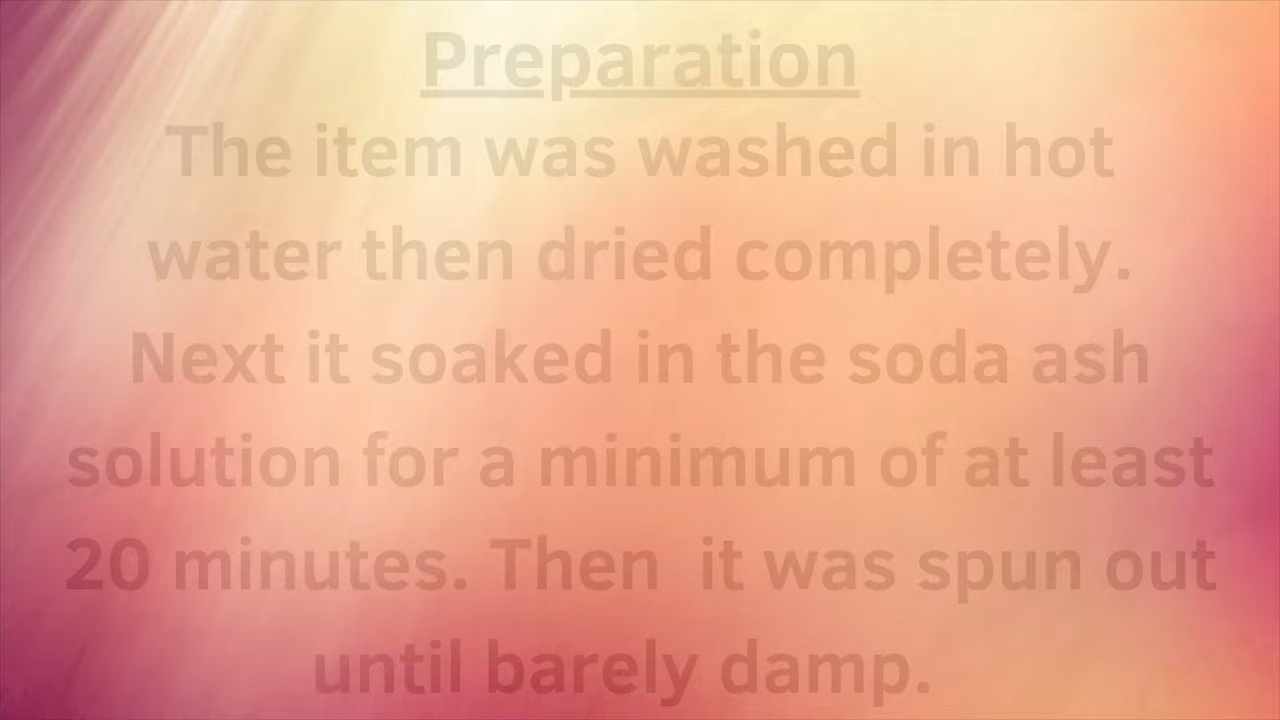 Preparation
The item was washed in hot
water then dried completely.
Next it soaked in the soda ash
solution for a minimum of at least
20 minutes. Then  it was spun out
until barely damp.